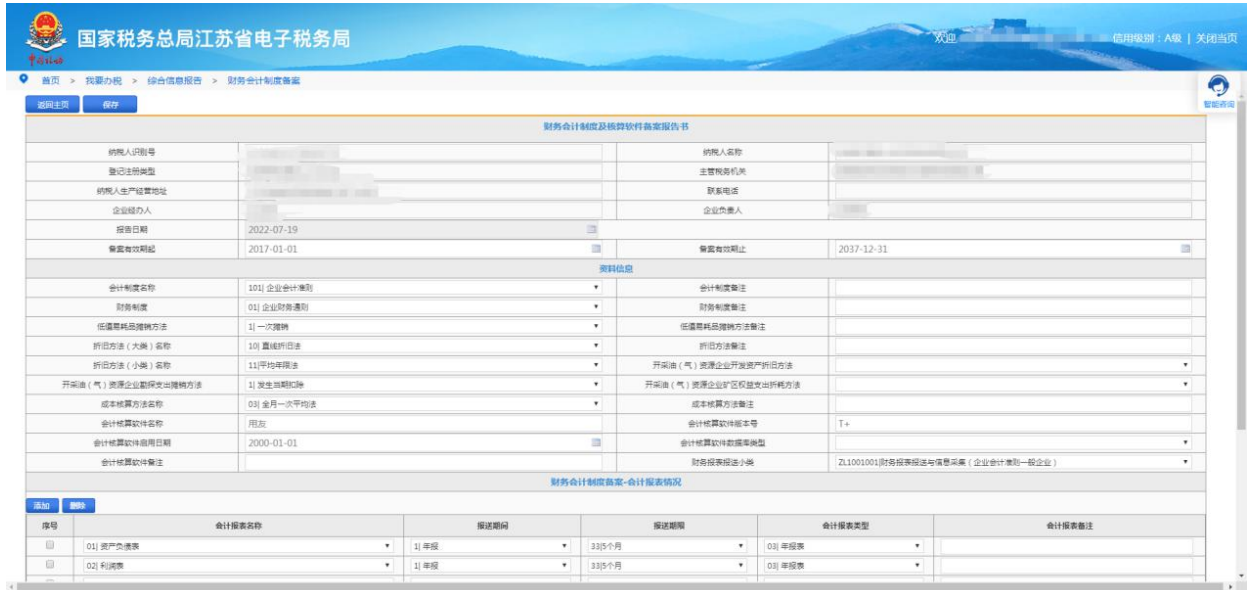 国家税务总局江苏省电子税务局
欢迎 信用级别：A级 | 关闭当页
中国税务
首页 > 我要办税 > 综合信息报告 > 财务会计制度备案
智能咨询
返回主页 保存
财务会计制度及核算软件备案报告书
纳税人识别号 纳税人名称
登记注册类型 主管税务机关
纳税人生产经营地址 联系电话
企业经办人 企业负责人
报告日期 2022-07-19
备案有效期起 2017-01-01 备案有效期止 2037-12-31
资料信息
会计制度名称 101| 企业会计准则 会计制度备注
财务制度 01| 企业财务通则 财务制度备注
低值易耗品摊销方法 1| 一次摊销 低值易耗品摊销方法备注
折旧方法（大类）名称 10| 直线折旧法 折旧方法备注
折旧方法（小类）名称 11|平均年限法 开采油（气）资源企业开发资产折旧方法
开采油（气）资源企业勘探支出摊销方法 1| 发生当期扣除 开采油（气）资源企业矿区权益支出折耗方法
成本核算方法名称 03| 全月一次平均法 成本核算方法备注
会计核算软件名称 用友 会计核算软件版本号 T+
会计核算软件启用日期 2000-01-01 会计核算软件数据库类型
会计核算软件备注 财务报表报送小类 ZL1001001|财务报表报送与信息采集（企业会计准则一般企业）
财务会计制度备案-会计报表情况
添加 删除
序号 会计报表名称 报送期间 报送期限 会计报表类型 会计报表备注
01| 资产负债表 1| 年报 33|5个月 03| 年报表
02| 利润表 1| 年报 33|5个月 03| 年报表